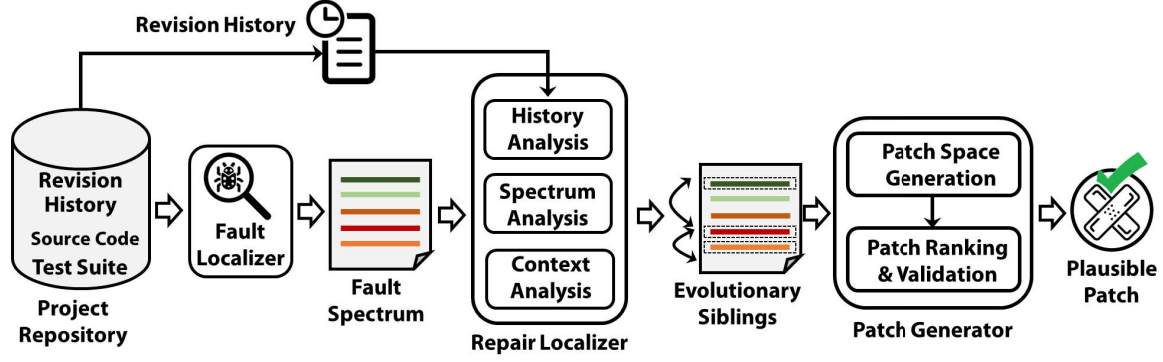 Revision History
Revision
History
Source Code
Test Suite
Project
Repository
Fault
Localizer
Fault
Spectrum
History
Analysis
Spectrum
Analysis
Context
Analysis
Repair Localizer
Evolutionary
Siblings
Patch Space
Generation
Patch Ranking
& Validation
Patch Generator
Plausible
Patch